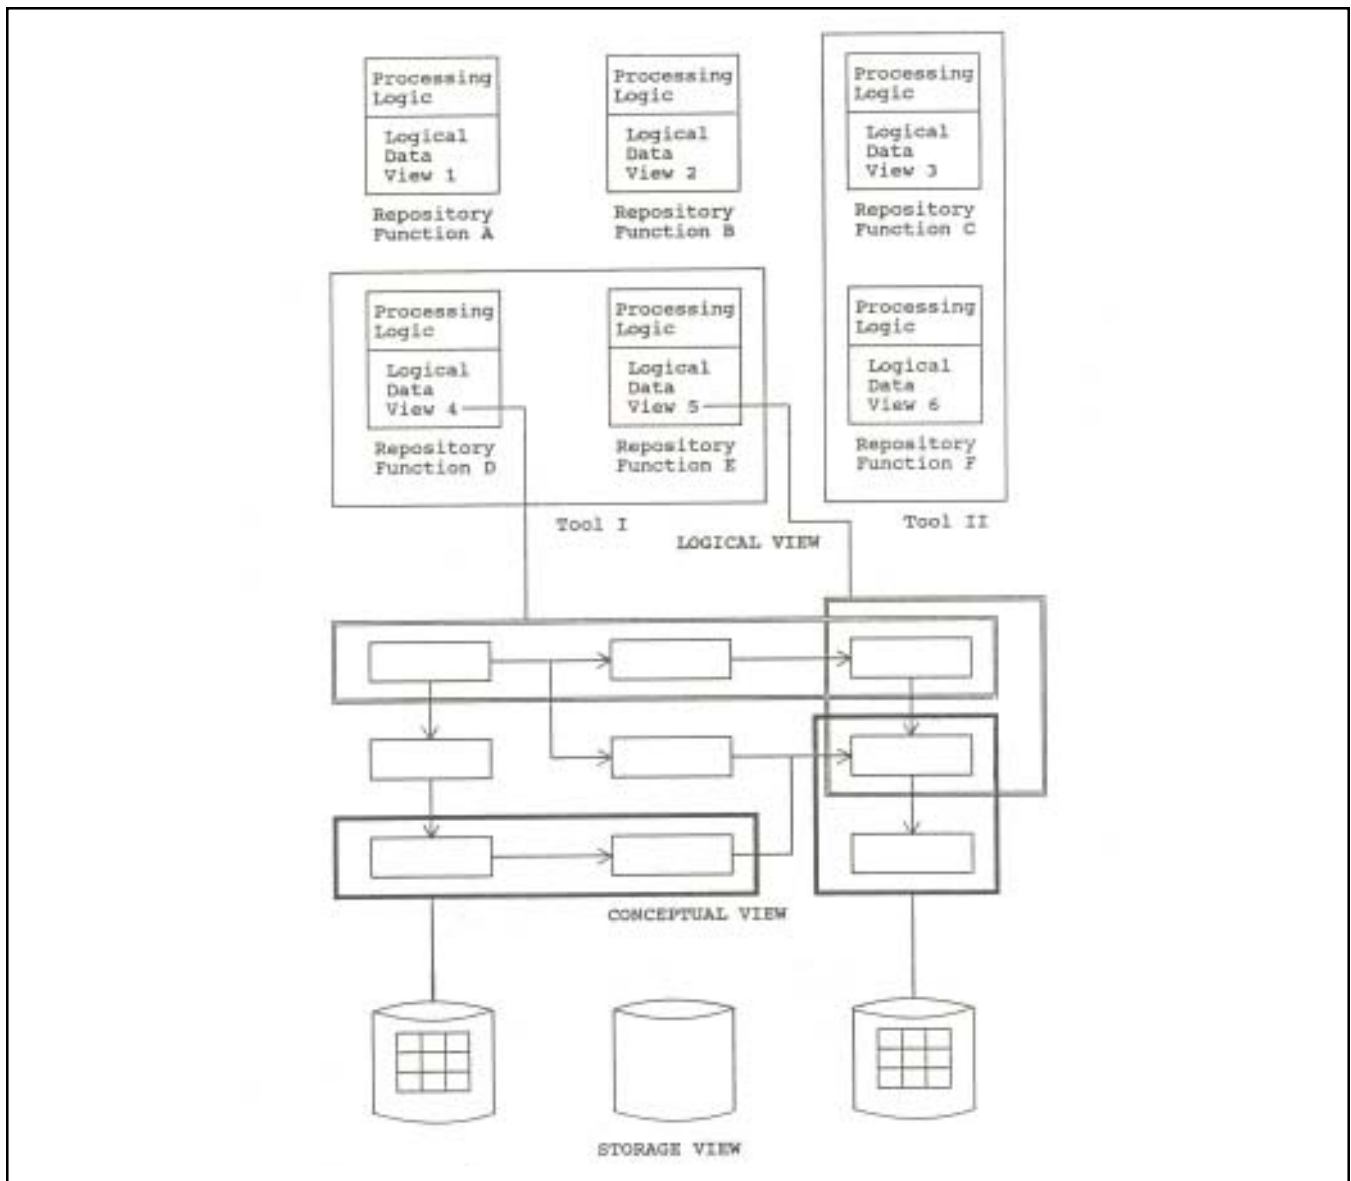 Processing
Logic
Logical
Data
View 1
Repository
Function A
Processing
Logic
Logical
Data
View 2
Repository
Function B
Processing
Logic
Logical
Data
View 3
Repository
Function C
Processing
Logic
Logical
Data
View 4
Repository
Function D
Processing
Logic
Logical
Data
View 5
Repository
Function E
Processing
Logic
Logical
Data
View 6
Repository
Function F
Tool I
Tool II
LOGICAL VIEW
CONCEPTUAL VIEW
STORAGE VIEW